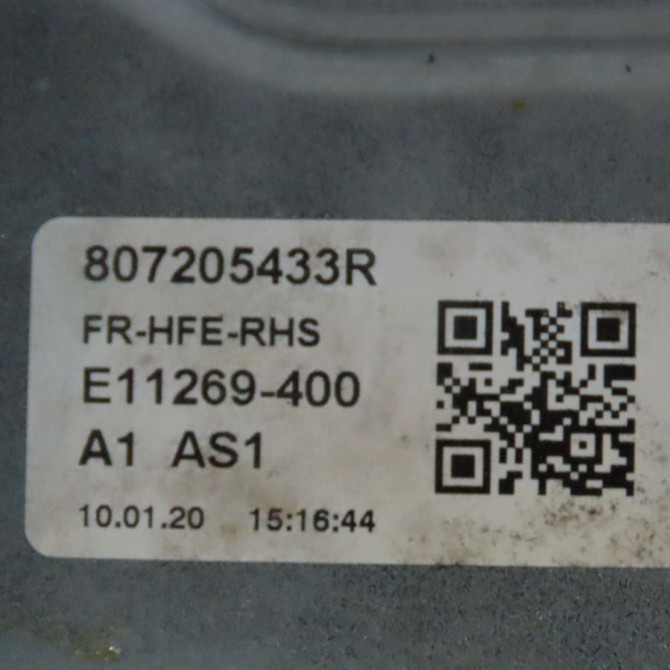 807205433R
FR-HFE-RHS
E11269-400
A1 AS1
10.01.20 15:16:44